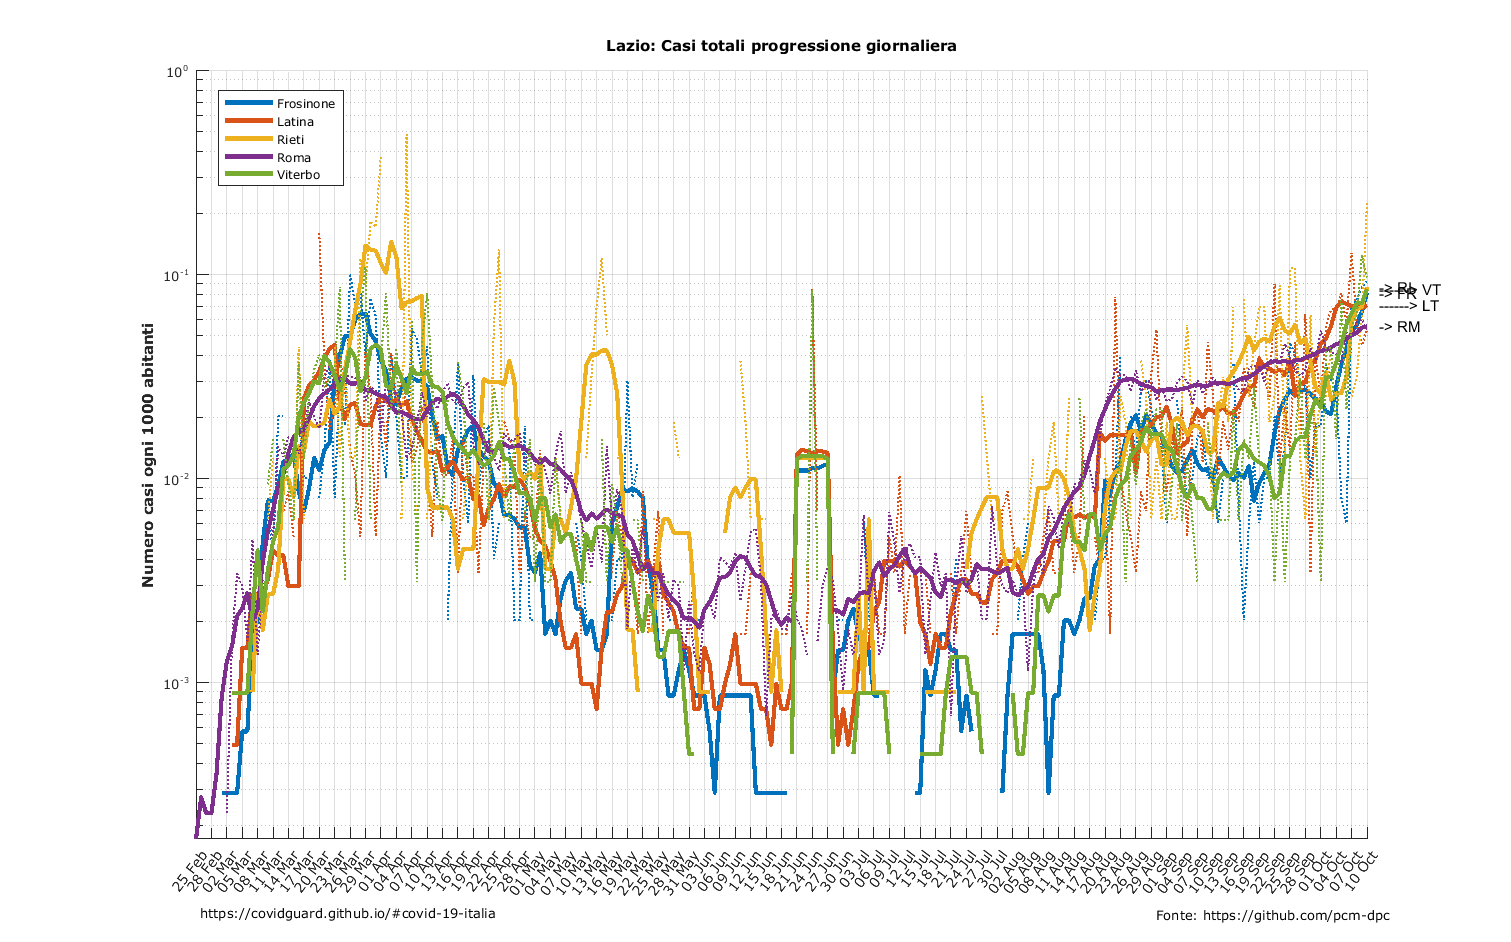 Lazio: Casi totali progressione giornaliera
10^0
10^-1
10^-2
10^-3
Numero casi ogni 1000 abitanti
Frosinone
Latina
Rieti
Roma
Viterbo
-> RI
------> VT
-> FR
------> LT
-> RM
25 Feb
28 Feb
02 Mar
05 Mar
08 Mar
11 Mar
14 Mar
17 Mar
20 Mar
23 Mar
26 Mar
29 Mar
01 Apr
04 Apr
07 Apr
10 Apr
13 Apr
16 Apr
19 Apr
22 Apr
25 Apr
28 Apr
01 May
04 May
07 May
10 May
13 May
16 May
19 May
22 May
25 May
28 May
31 May
03 Jun
06 Jun
09 Jun
12 Jun
15 Jun
18 Jun
21 Jun
24 Jun
27 Jun
30 Jun
03 Jul
06 Jul
09 Jul
12 Jul
15 Jul
18 Jul
21 Jul
24 Jul
27 Jul
30 Jul
02 Aug
05 Aug
08 Aug
11 Aug
14 Aug
17 Aug
20 Aug
23 Aug
26 Aug
29 Aug
01 Sep
04 Sep
07 Sep
10 Sep
13 Sep
16 Sep
19 Sep
22 Sep
25 Sep
28 Sep
01 Oct
04 Oct
07 Oct
10 Oct
https://covidguard.github.io/#covid-19-italia
Fonte: https://github.com/pcm-dpc